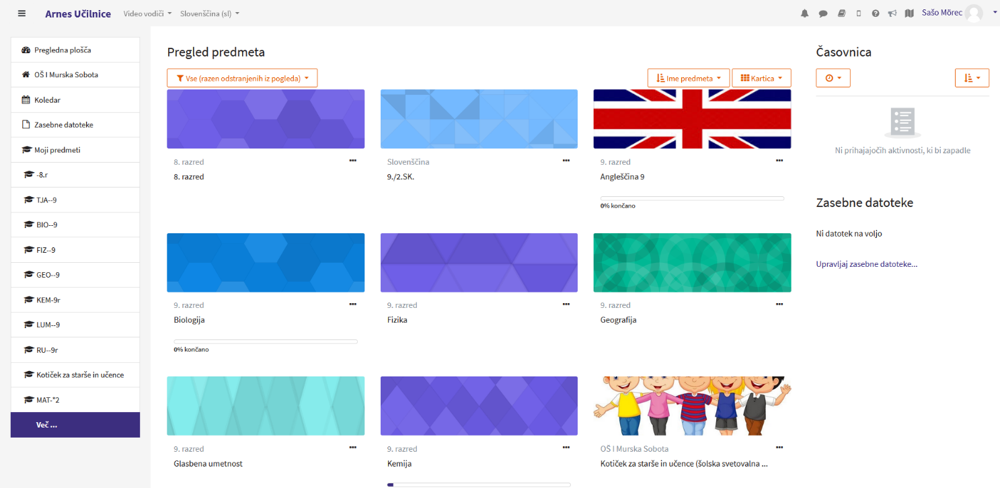 Arnes Učilnice
Video vodiči
Slovenščina (sl)
Sašo Mörec
Pregledna plošča
OŠ I Murska Sobota
Koledar
Zasebne datoteke
Moji predmeti
-8.r
TJA--9
BIO--9
FIZ--9
GEO--9
KEM-9r
LUM--9
RU--9r
Kotiček za starše in učence
MAT-*2
Več ...
Pregled predmeta
Vse (razen odstranjenih iz pogleda)
Ime predmeta
Kartica
8. razred
8. razred
Slovenščina
9./2.SK.
9. razred
Angleščina 9
0% končano
9. razred
Biologija
0% končano
9. razred
Fizika
9. razred
Geografija
9. razred
Glasbena umetnost
9. razred
Kemija
OŠ I Murska Sobota
Kotiček za starše in učence (šolska svetovalna ...
Časovnica
Ni prihajajočih aktivnosti, ki bi zapadle
Zasebne datoteke
Ni datotek na voljo
Upravljaj zasebne datoteke...